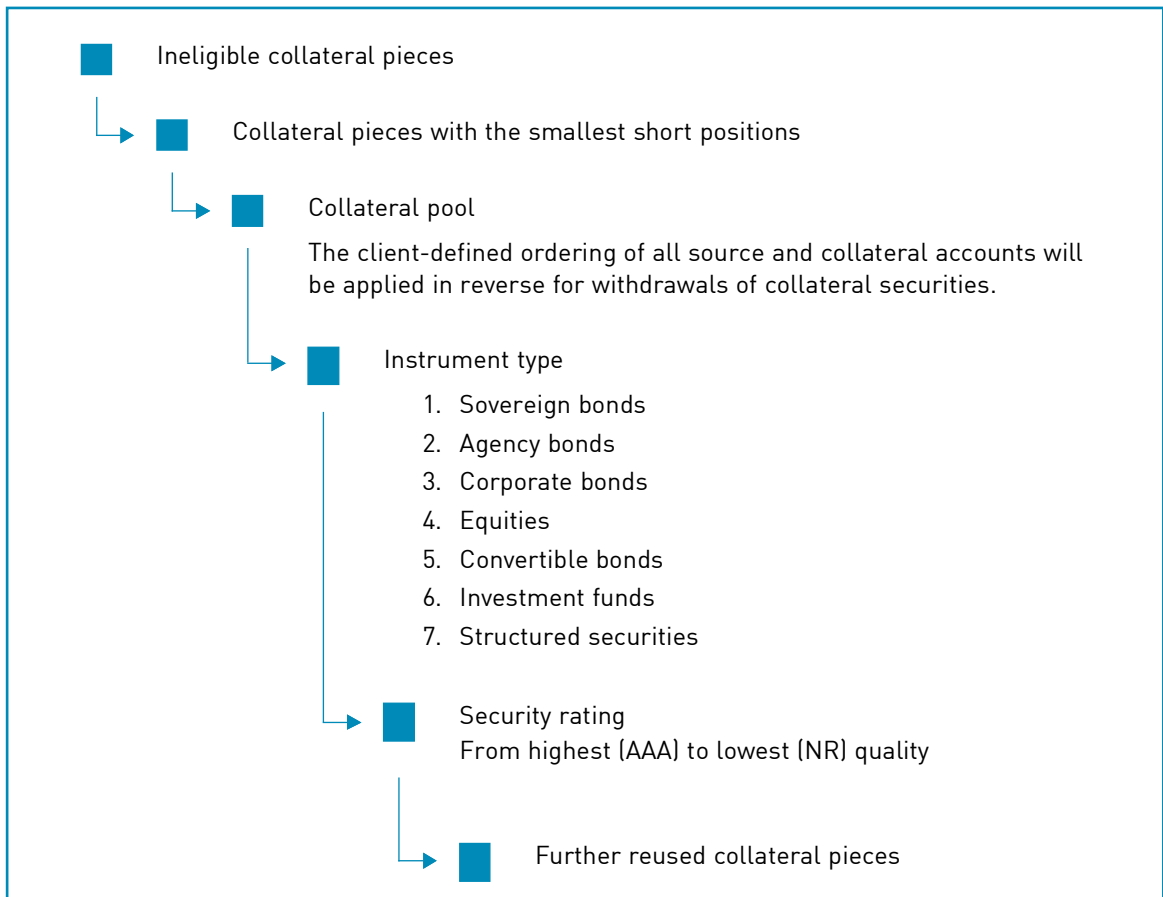 Ineligible collateral pieces
Collateral pieces with the smallest short positions
Collateral pool
The client-defined ordering of all source and collateral accounts will
be applied in reverse for withdrawals of collateral securities.
Instrument type
1. Sovereign bonds
2. Agency bonds
3. Corporate bonds
4. Equities
5. Convertible bonds
6. Investment funds
7. Structured securities
Security rating
From highest (AAA) to lowest (NR) quality
Further reused collateral pieces